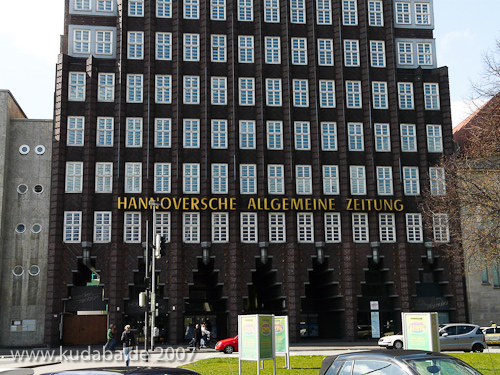 HANNOVERSCHE ALLGEMEINE ZEITUNG
www.kudaba.de 2007